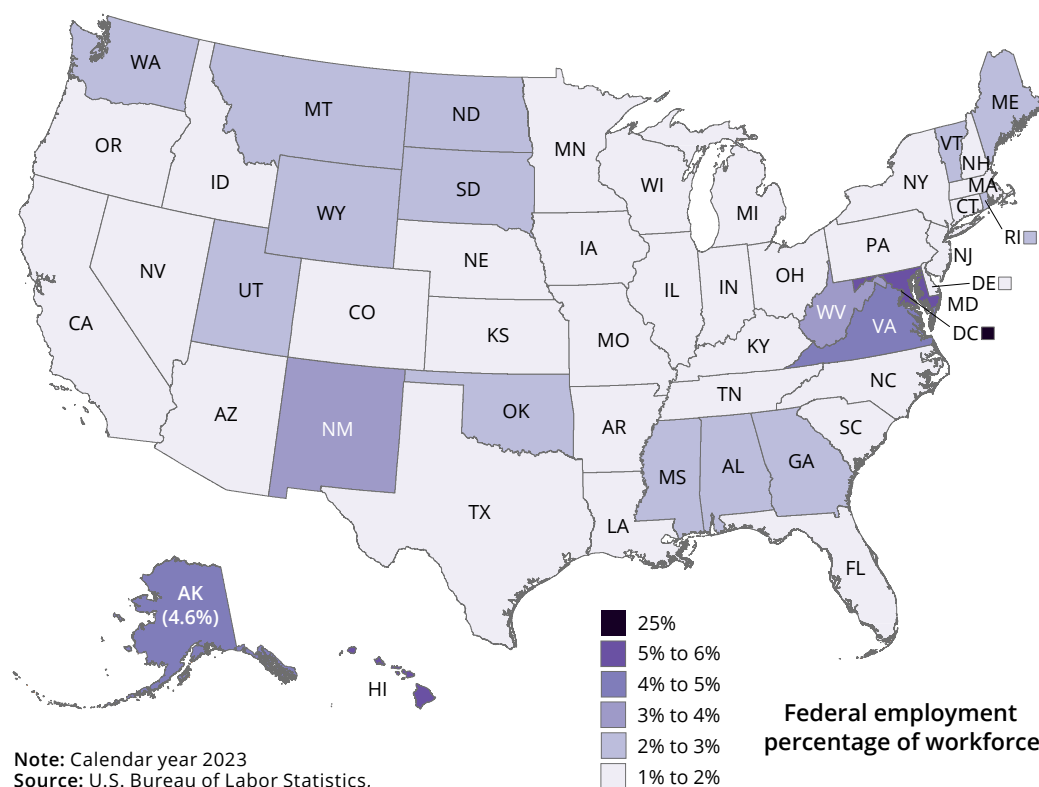 WA
MT
ND
ME
OR
MN
VT
ID
SD
WI
NH
NY
MA
WY
MI
CT
RI
NE
IA
PA
NJ
NV
OH
UT
IL
IN
DE
CO
WV
MD
CA
KS
MO
VA
DC
KY
OK
TN
NC
AZ
NM
AR
SC
MS
AL
GA
TX
LA
FL
AK
(4.6%)
HI
25%
5% to 6%
4% to 5%
3% to 4%
2% to 3%
1% to 2%
Federal employment
percentage of workforce
Note: Calendar year 2023
Source: U.S. Bureau of Labor Statistics.